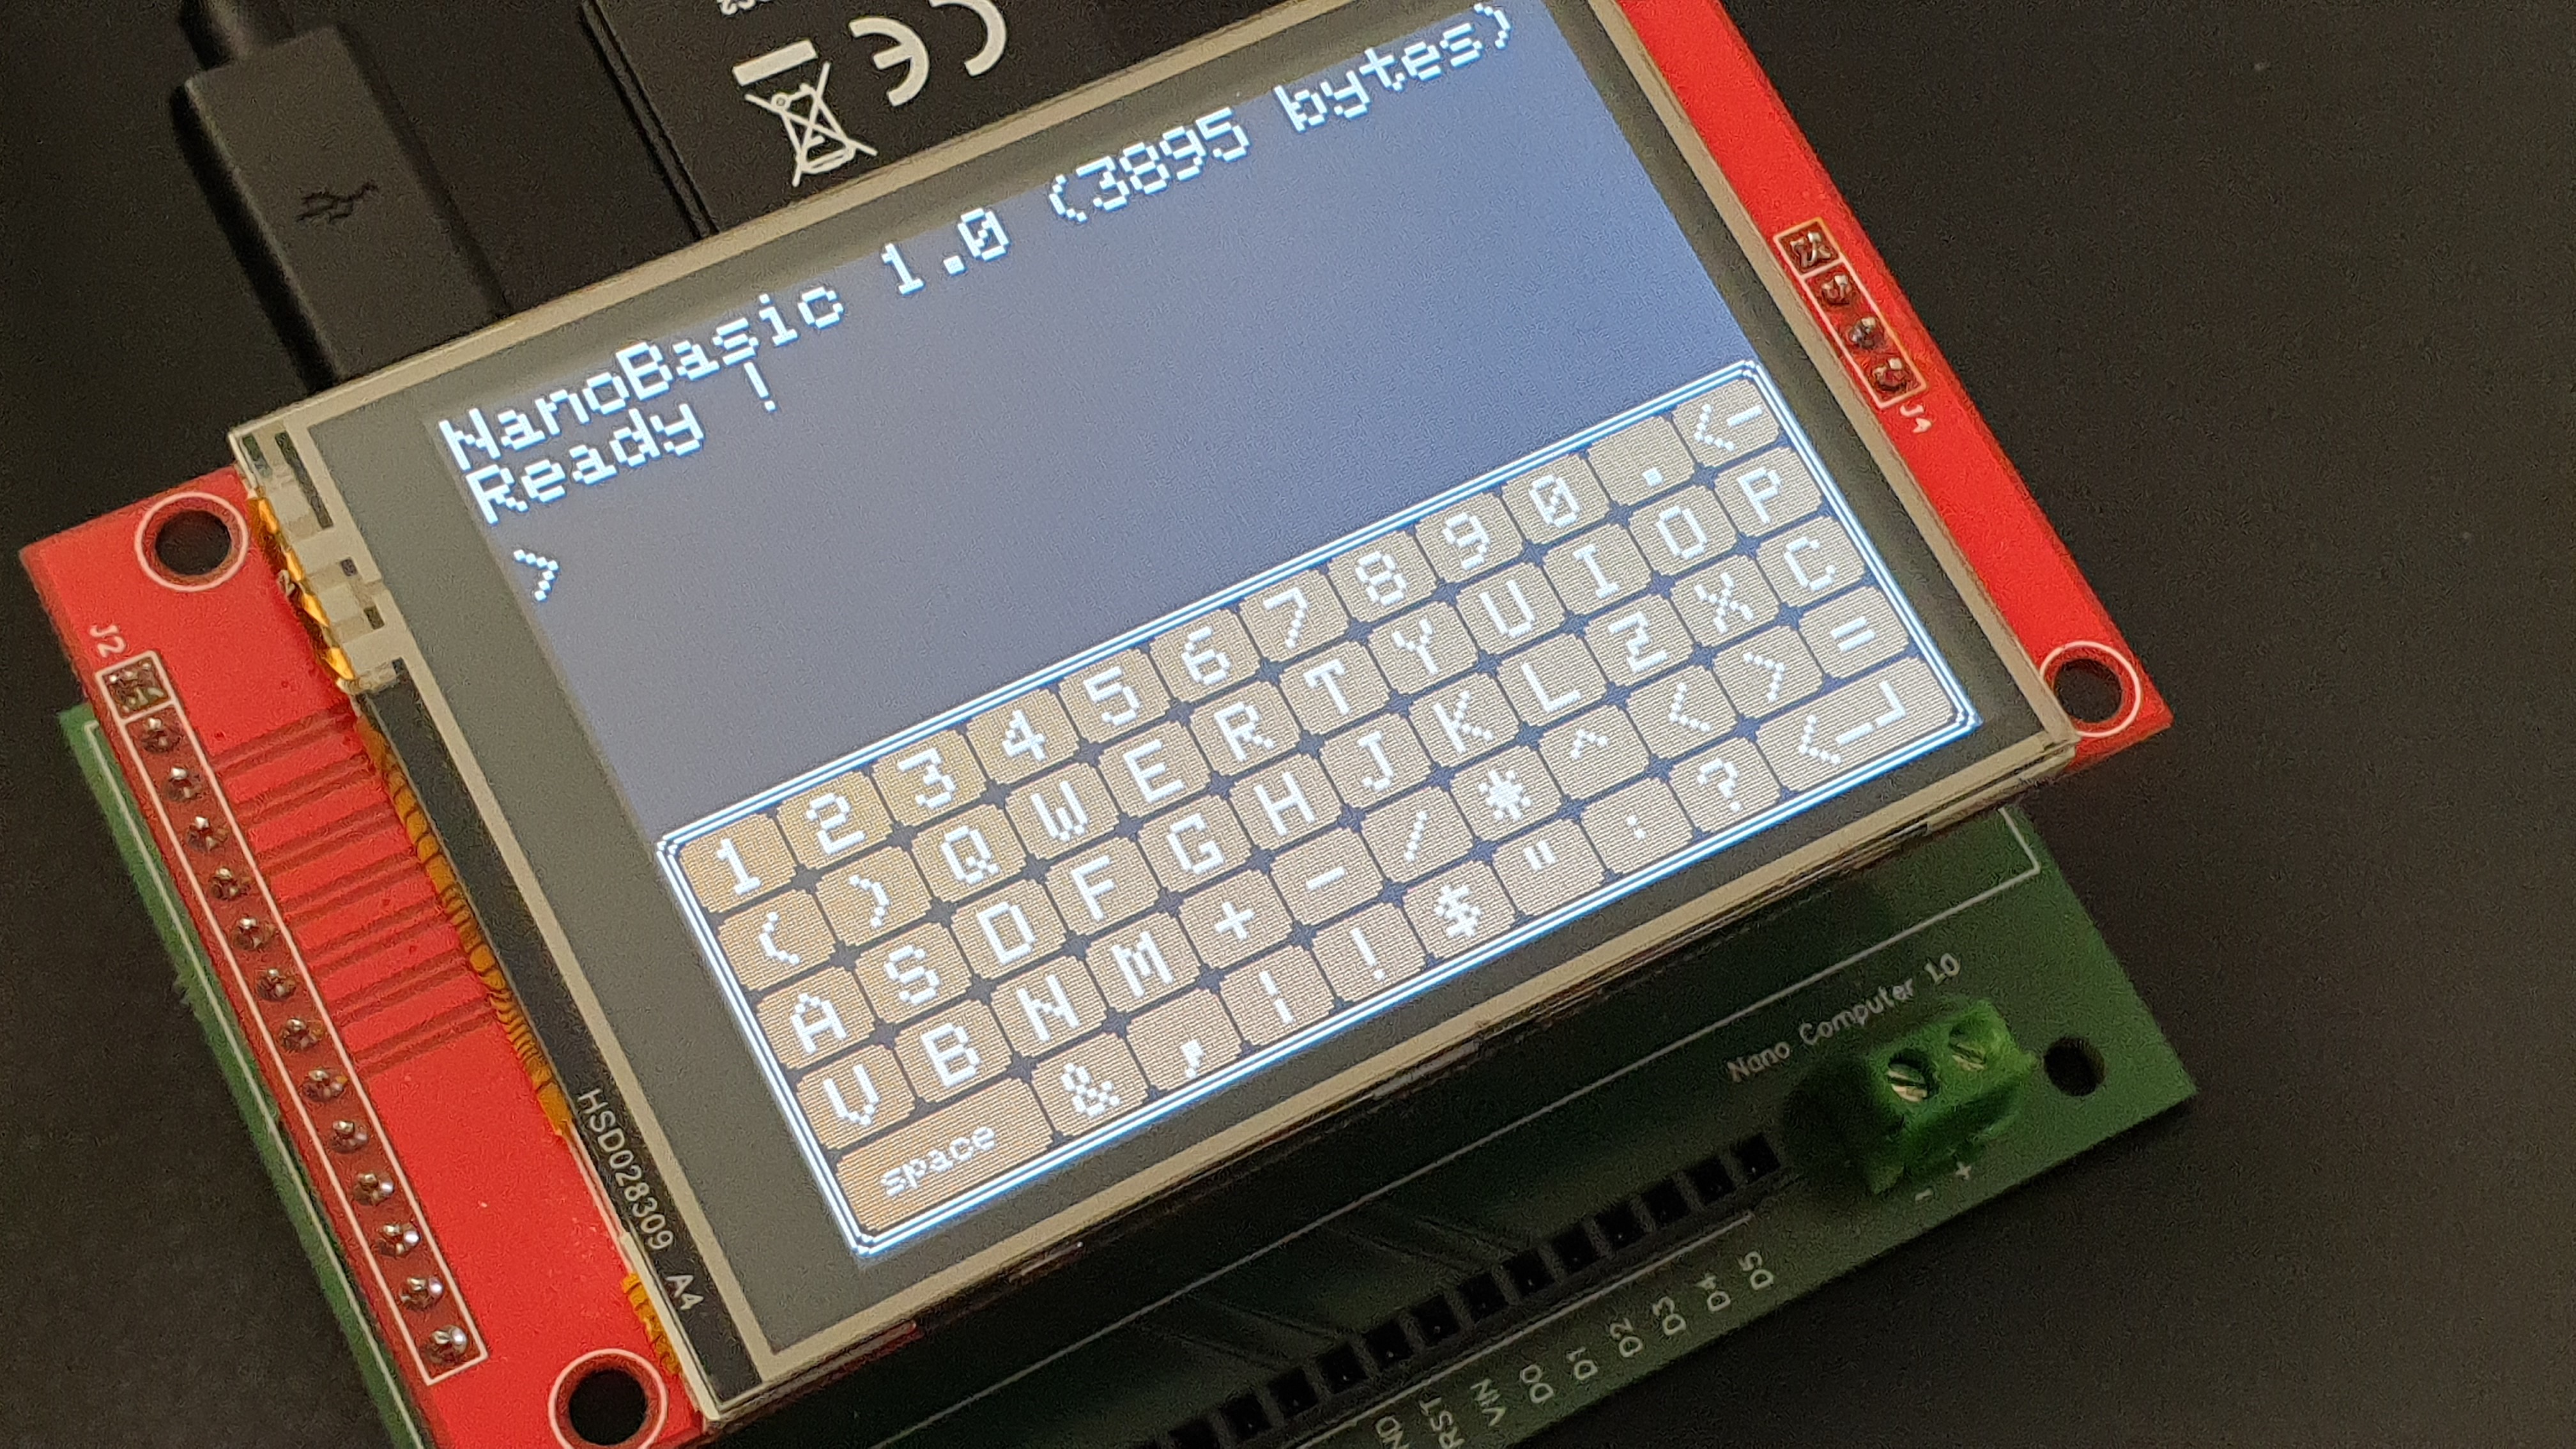 NanoBasic 1.0 (3895 bytes)
Ready !
>
1 2 3 4 5 6 7 8 9 0 . <-
( ) Q W E R T Y U I O P
A S D F G H J K L Z X C
V B N M + - / * ^ < > =
space & , ! $ " : ? <-┘
J4
J2
HSD028309 A4
Nano Computer 1.0
- +
RST VIN D0 D1 D2 D3 D4 D5
CE